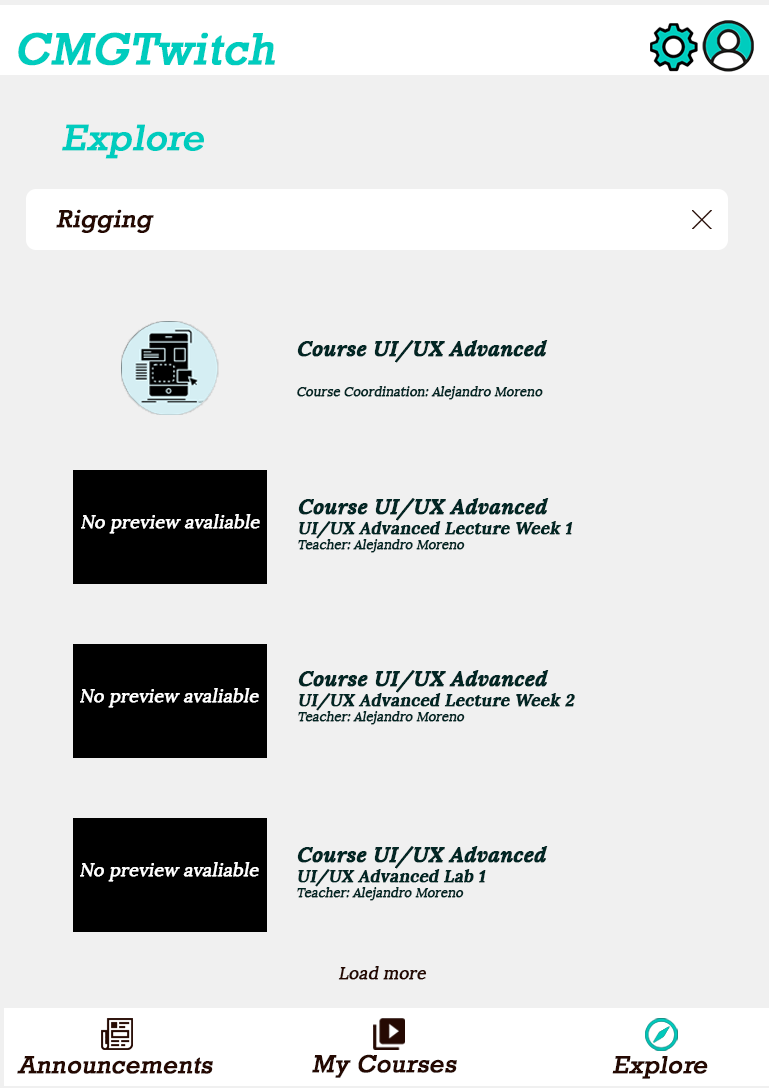 CMGTwitch
Explore
Rigging
Course UI/UX Advanced
Course Coordination: Alejandro Moreno
No preview avaliable
Course UI/UX Advanced
UI/UX Advanced Lecture Week 1
Teacher: Alejandro Moreno
No preview avaliable
Course UI/UX Advanced
UI/UX Advanced Lecture Week 2
Teacher: Alejandro Moreno
No preview avaliable
Course UI/UX Advanced
UI/UX Advanced Lab 1
Teacher: Alejandro Moreno
Load more
Announcements
My Courses
Explore